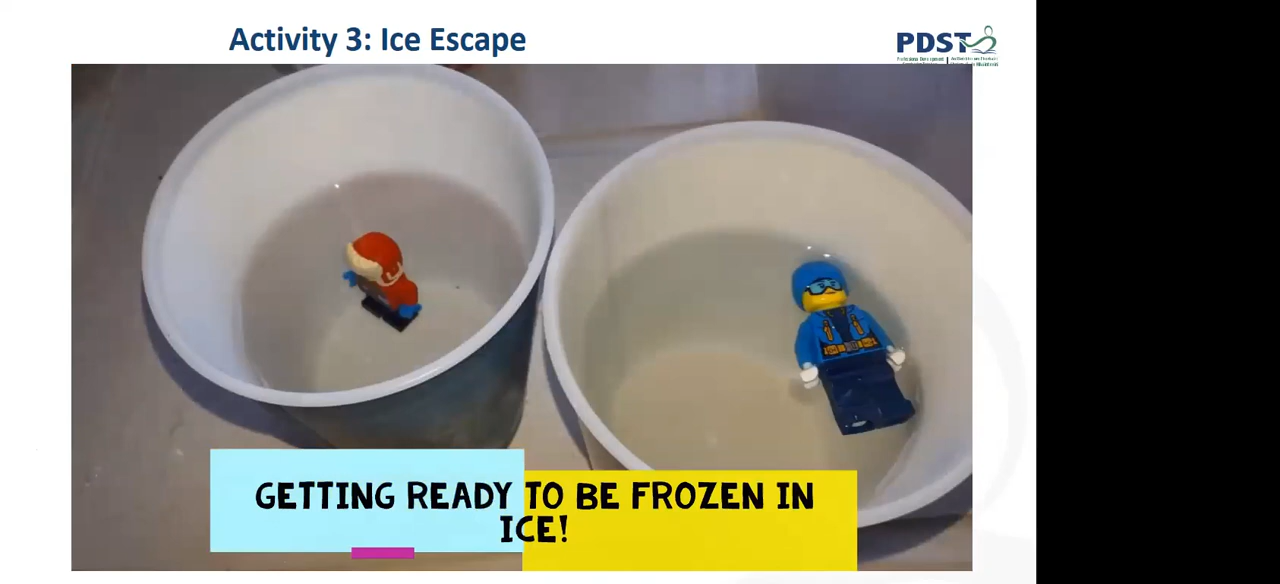 Activity 3: Ice Escape
PDST
GETTING READY TO BE FROZEN IN
ICE!